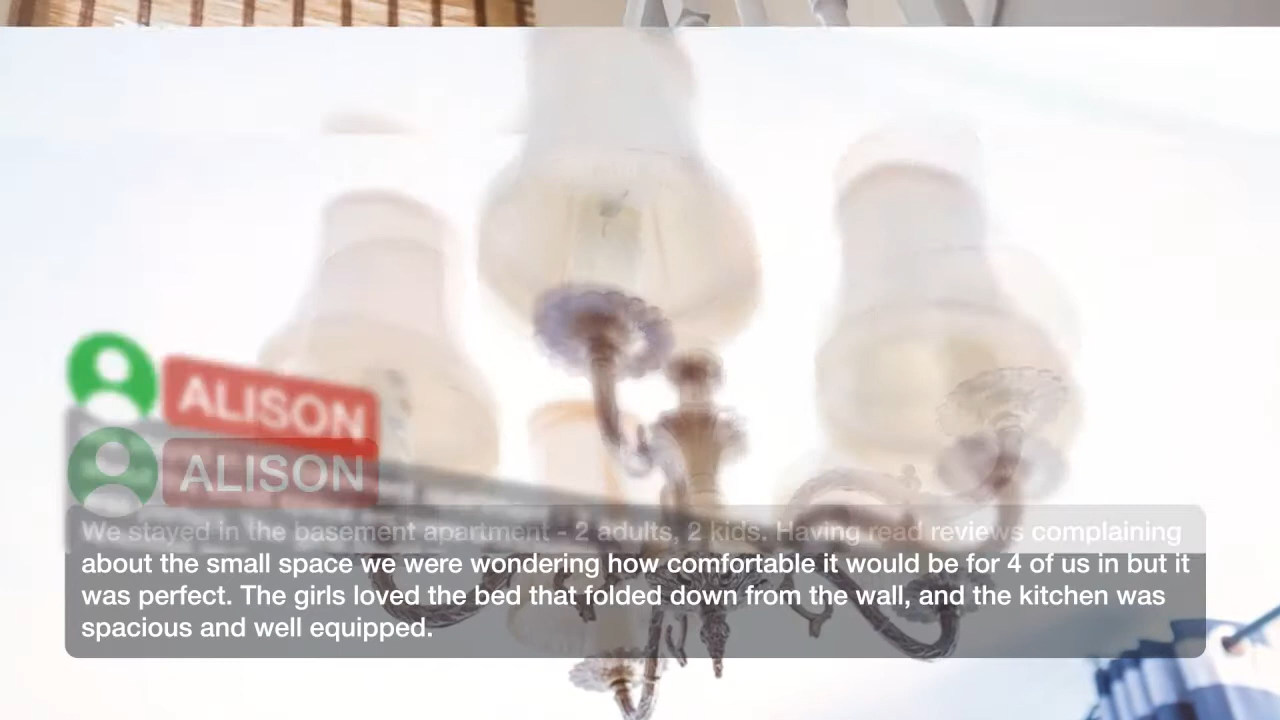 ALISON
ALISON
We stayed in the basement apartment - 2 adults, 2 kids. Having read reviews complaining
about the small space we were wondering how comfortable it would be for 4 of us in but it
was perfect. The girls loved the bed that folded down from the wall, and the kitchen was
spacious and well equipped.